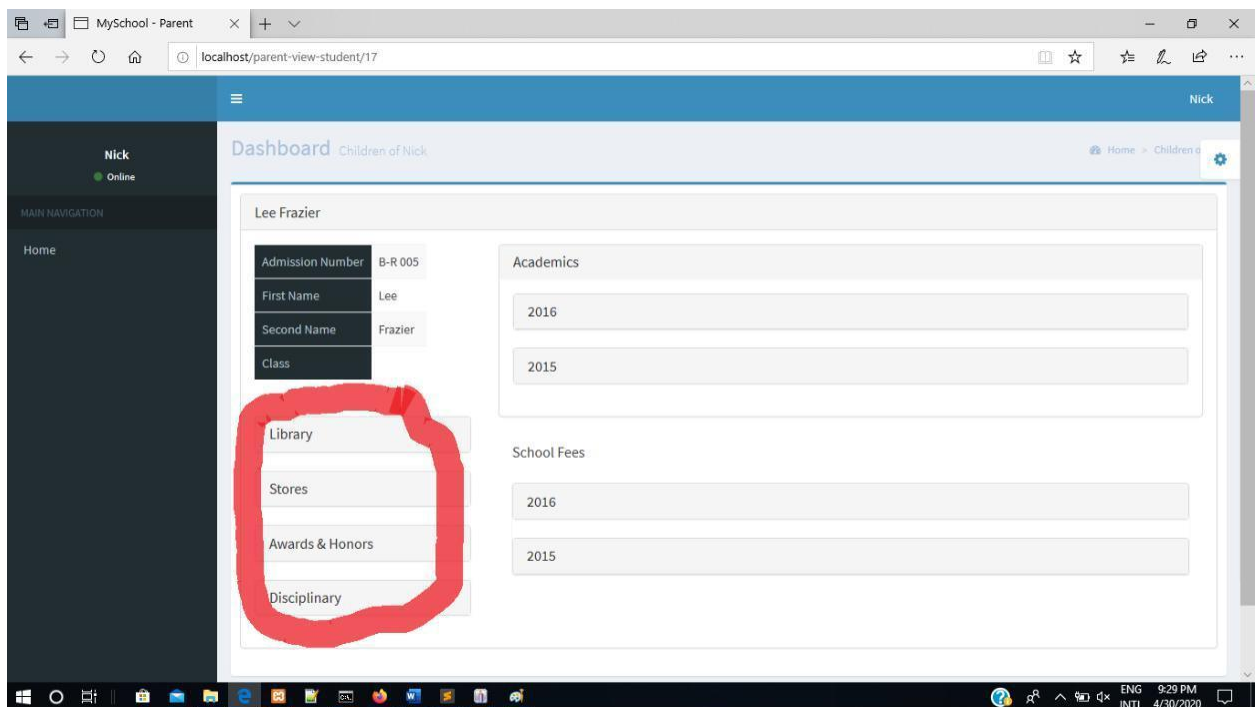 MySchool - Parent
localhost/parent-view-student/17
Nick
Nick
Online
MAIN NAVIGATION
Home
Dashboard Children of Nick
Home > Children o
Lee Frazier
Admission Number B-R 005
First Name Lee
Second Name Frazier
Class
Library
Stores
Awards & Honors
Disciplinary
Academics
2016
2015
School Fees
2016
2015
ENG 9:29 PM
INTL 4/30/2020